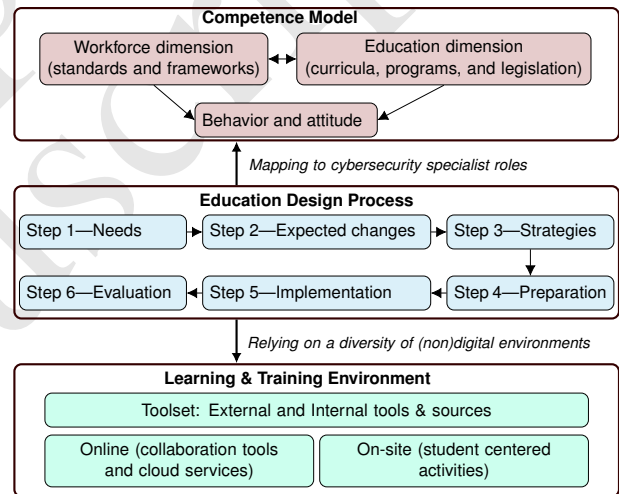 Competence Model
Workforce dimension
(standards and frameworks)
Education dimension
(curricula, programs, and legislation)
Behavior and attitude
Mapping to cybersecurity specialist roles
Education Design Process
Step 1—Needs
Step 2—Expected changes
Step 3—Strategies
Step 6—Evaluation
Step 5—Implementation
Step 4—Preparation
Relying on a diversity of (non)digital environments
Learning & Training Environment
Toolset: External and Internal tools & sources
Online (collaboration tools
and cloud services)
On-site (student centered
activities)